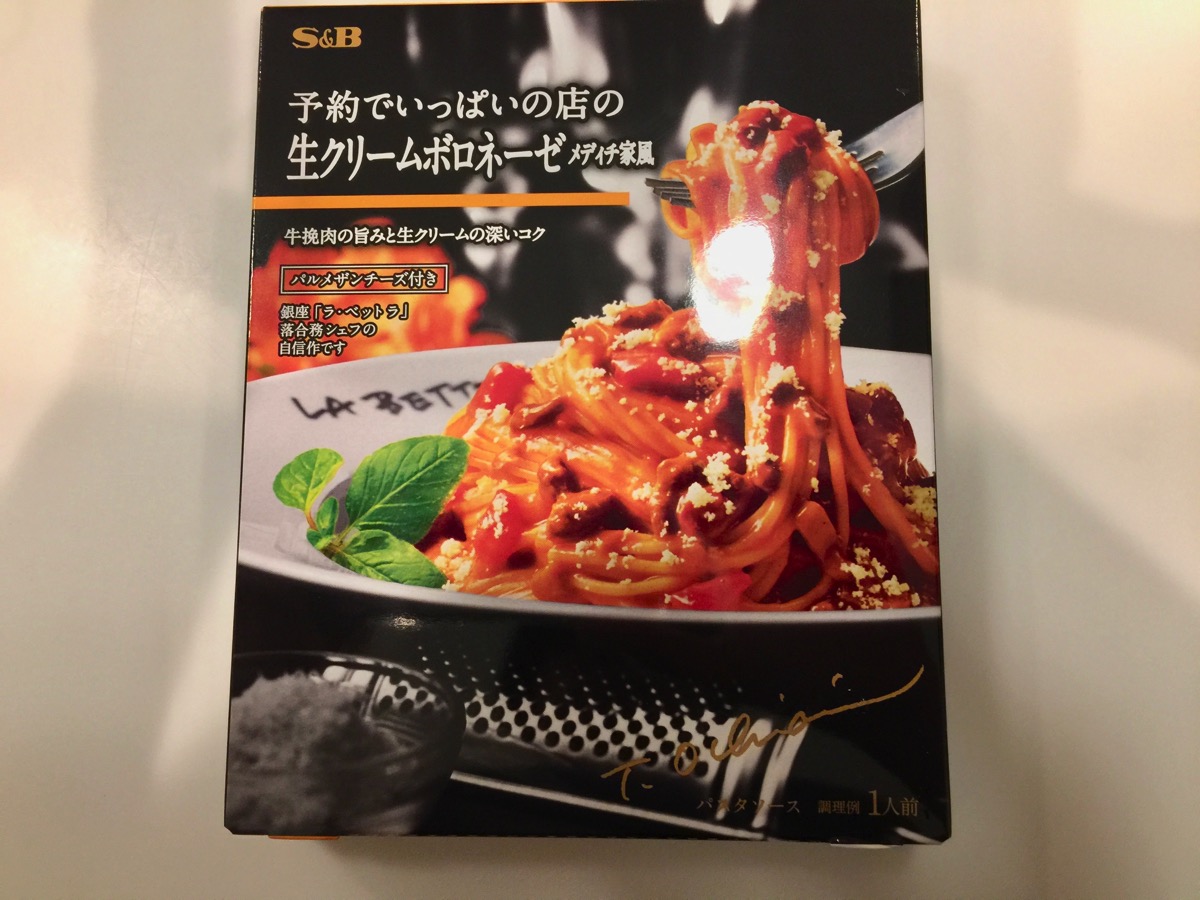 S&B
予約でいっぱいの店の
生クリームボロネーゼ メディチ家風
牛挽肉の旨みと生クリームの深いコク
パルメザンチーズ付き
銀座「ラ・ベットラ」
落合務シェフの
自信作です
LA BETT
T. Ochiai
パスタソース 調理例 1人前